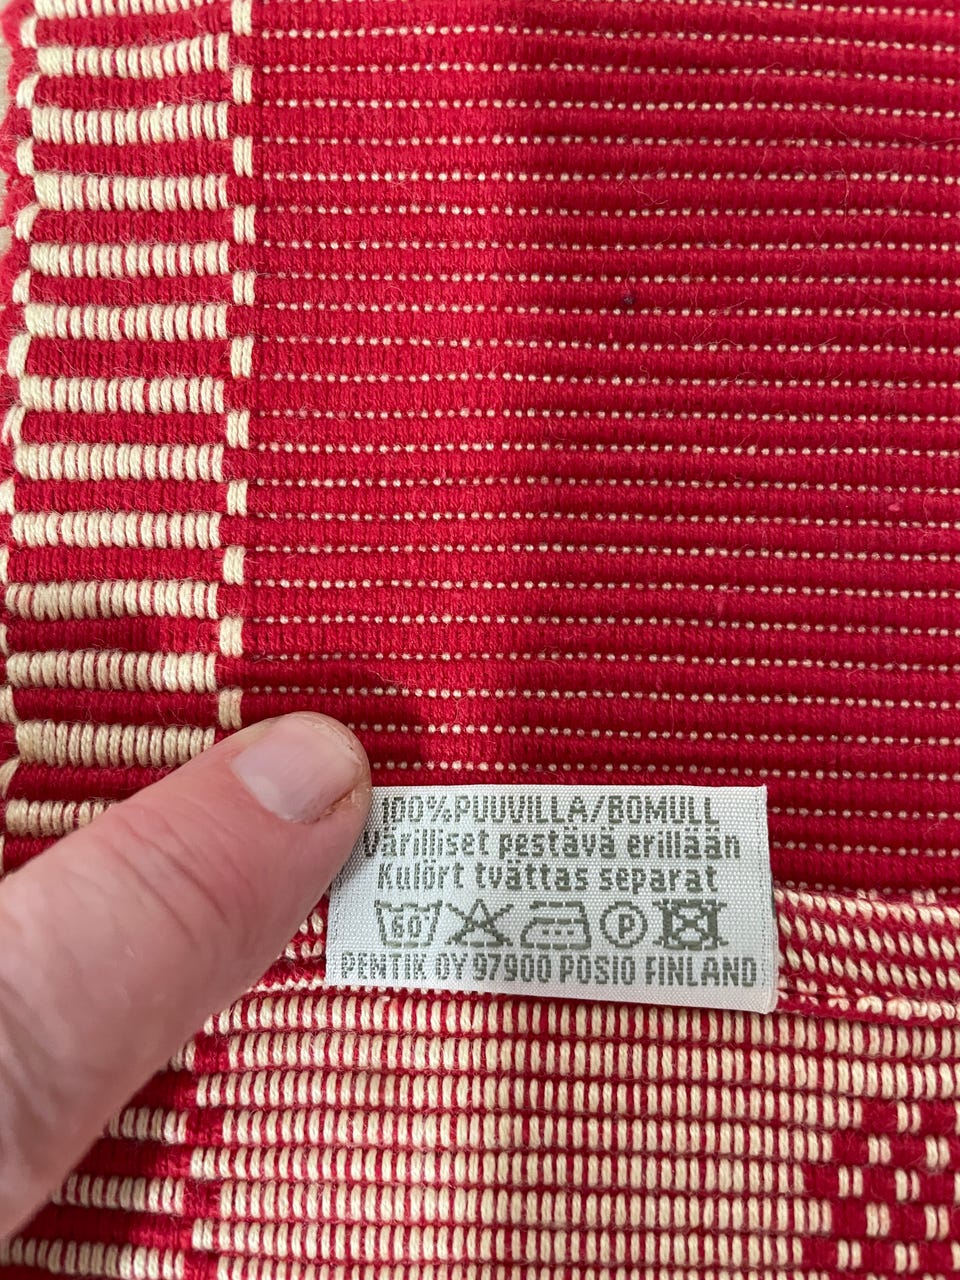 100% PUUVILLA/BOMULL
Värilliset pestävä erillään
Kulört tvättas separat
60 P
PENTIK OY 97900 POSIO FINLAND